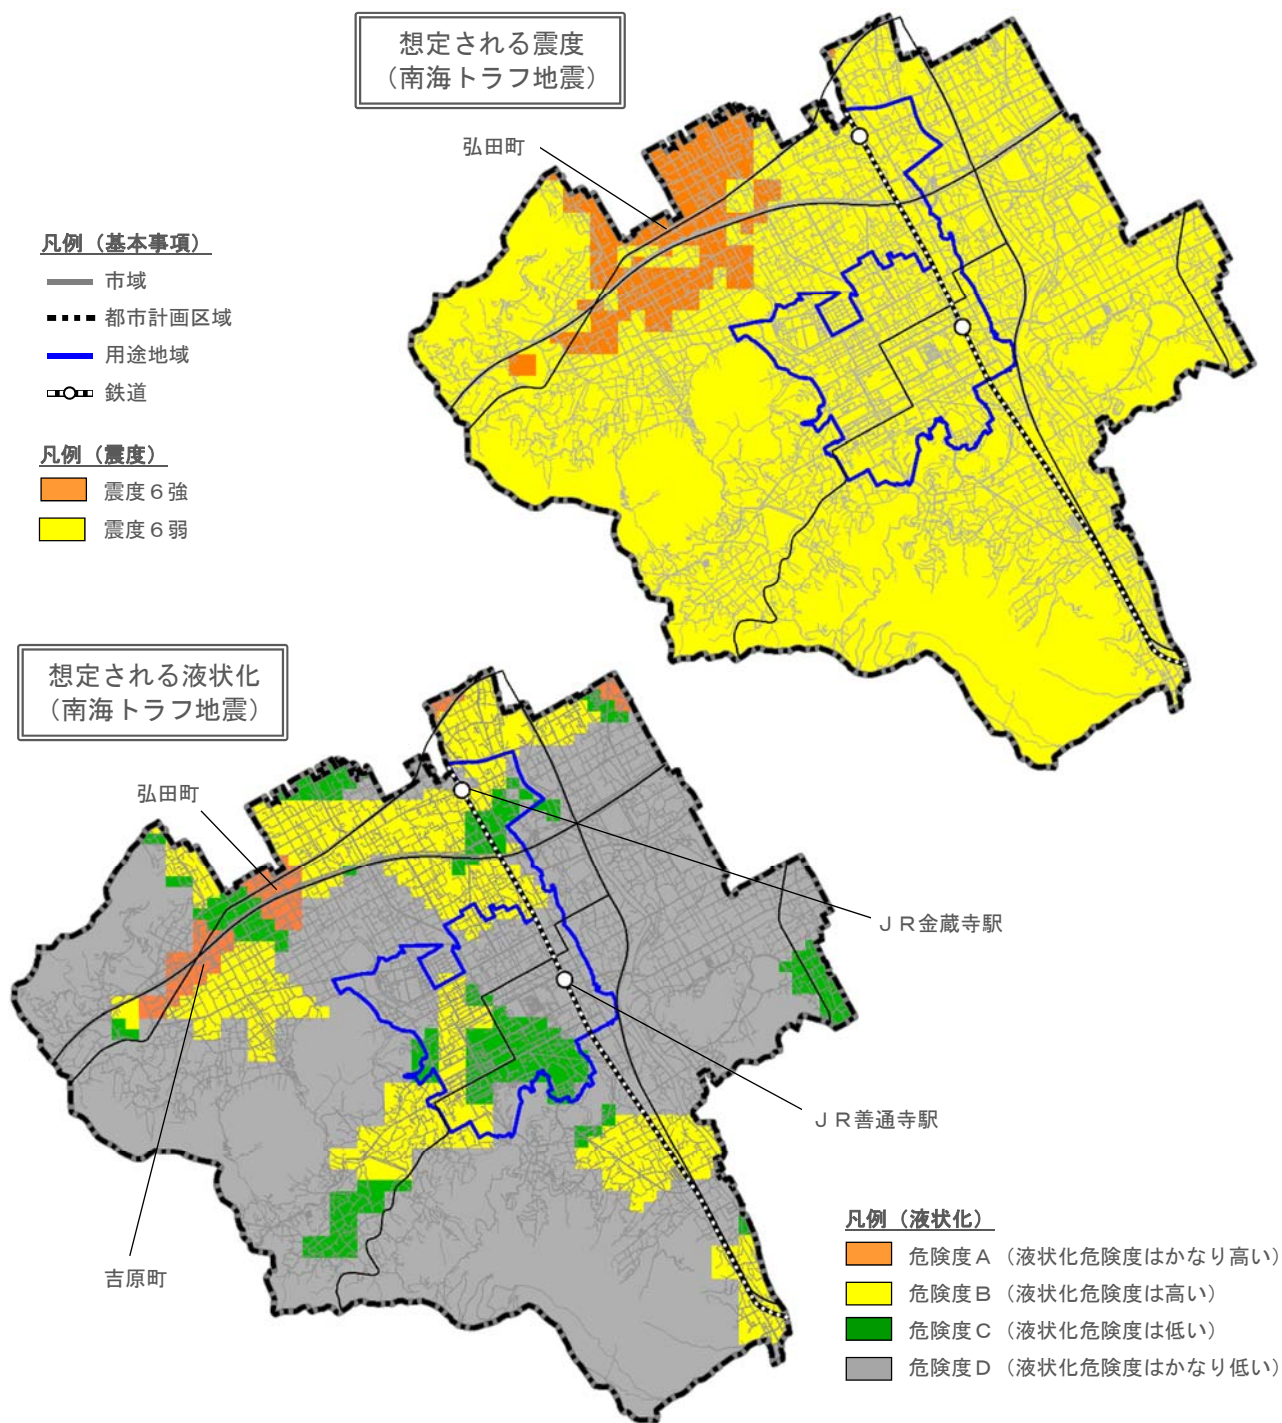 想定される震度
（南海トラフ地震）
弘田町
凡例（基本事項）
市域
都市計画区域
用途地域
鉄道
凡例（震度）
震度６強
震度６弱
想定される液状化
（南海トラフ地震）
弘田町
ＪＲ金蔵寺駅
ＪＲ善通寺駅
吉原町
凡例（液状化）
危険度Ａ（液状化危険度はかなり高い）
危険度Ｂ（液状化危険度は高い）
危険度Ｃ（液状化危険度は低い）
危険度Ｄ（液状化危険度はかなり低い）